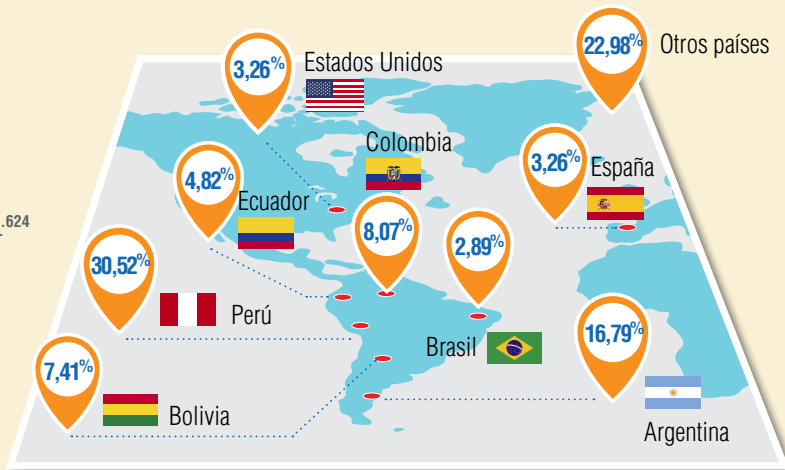 3,26%
Estados Unidos
22,98%
Otros países
Colombia
4,82%
Ecuador
3,26%
España
.624
8,07%
2,89%
30,52%
Perú
Brasil
16,79%
7,41%
Bolivia
Argentina